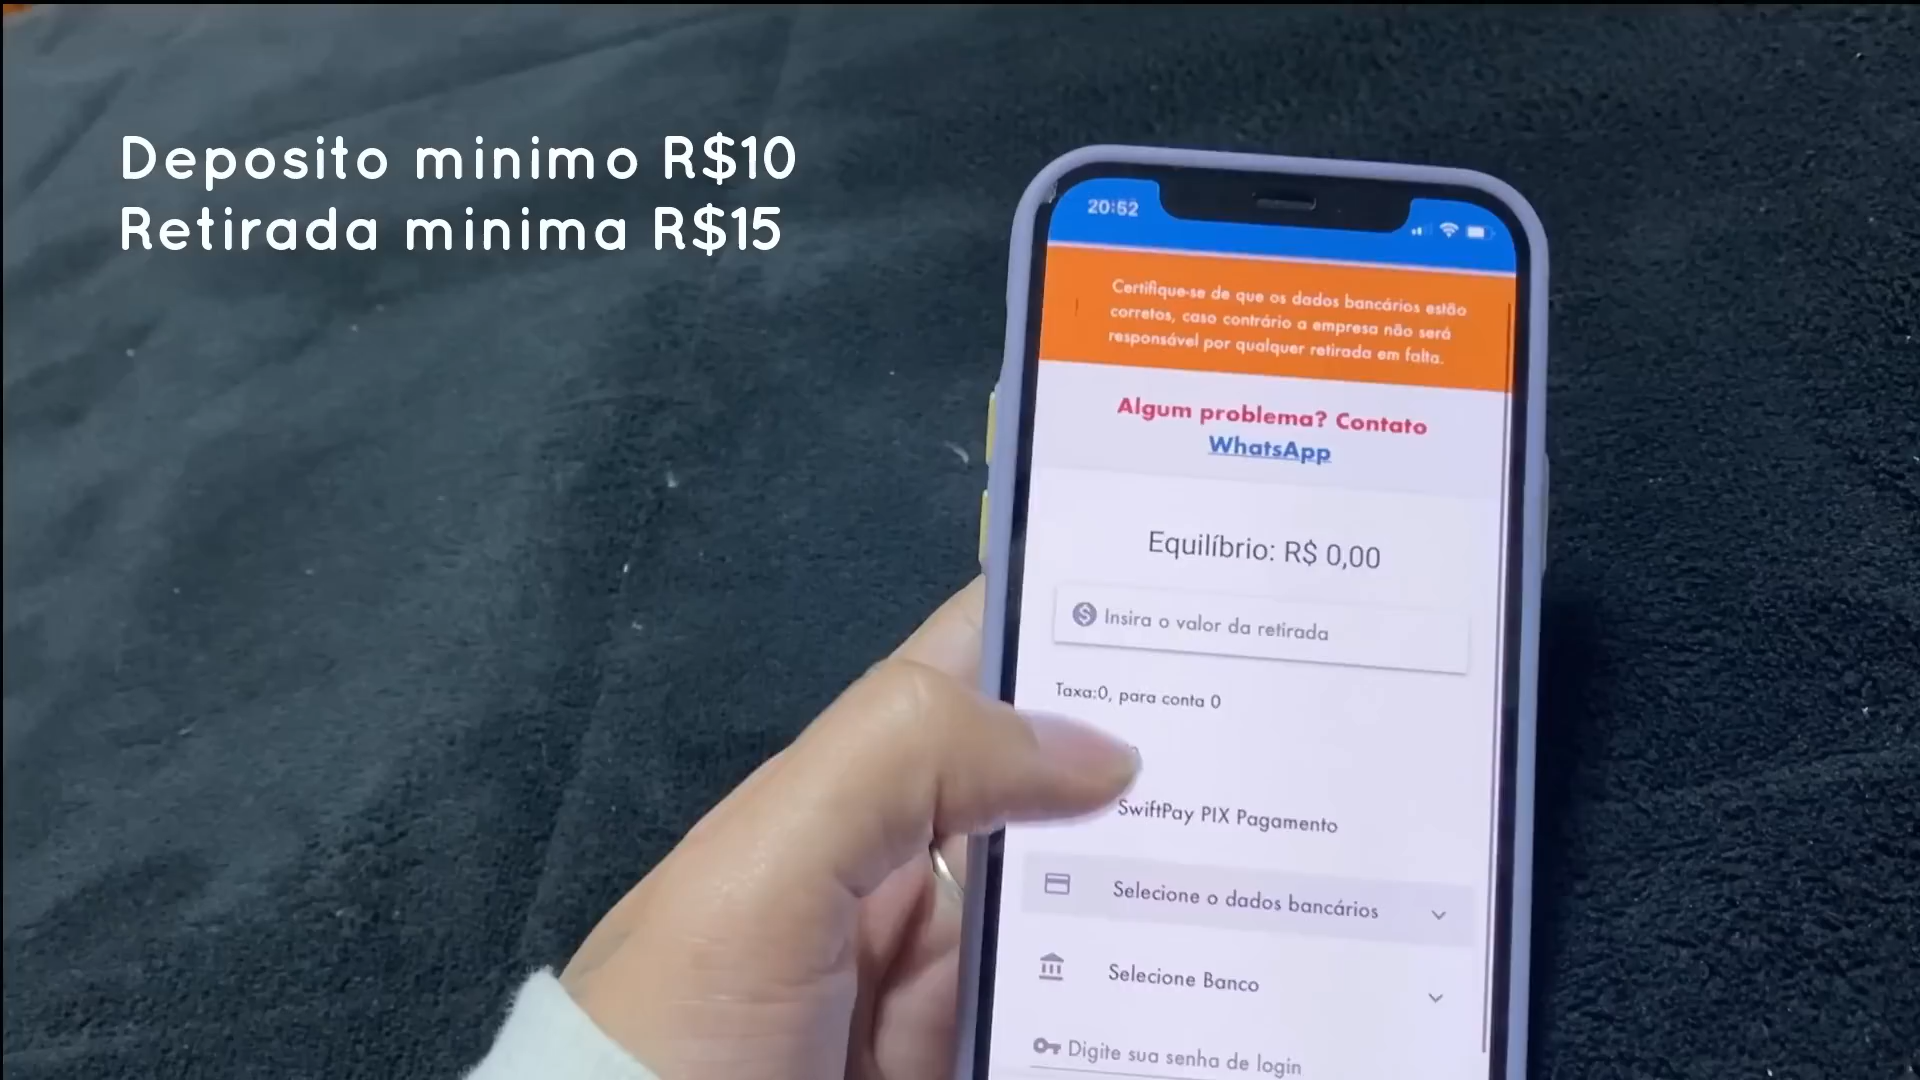 Deposito minimo R$10
Retirada minima R$15
20:52
Certifique-se de que os dados bancários estão
corretos, caso contrário a empresa não será
responsável por qualquer retirada em falta.
Algum problema? Contato
WhatsApp
Equilíbrio: R$ 0,00
Insira o valor da retirada
Taxa:0, para conta 0
SwiftPay PIX Pagamento
Selecione o dados bancários
Selecione Banco
Digite sua senha de login